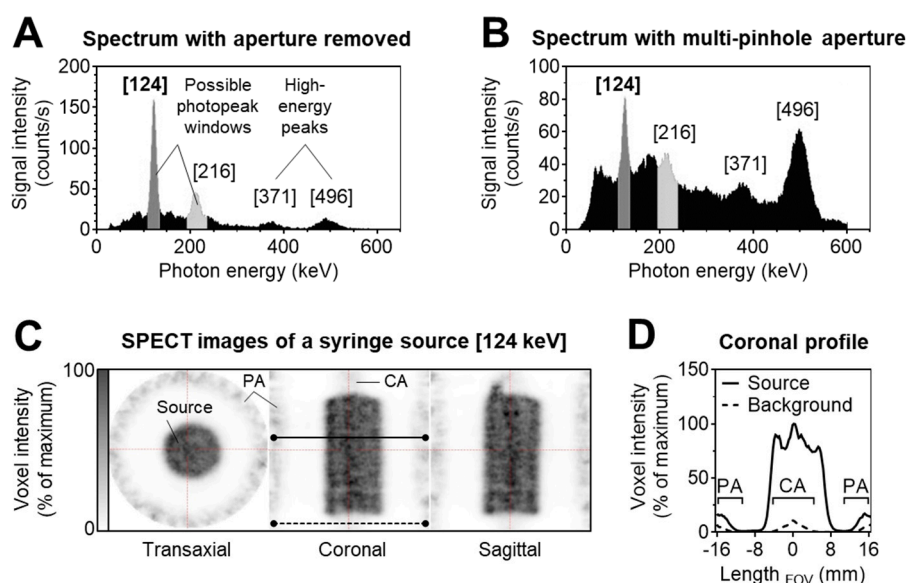 A
Spectrum with aperture removed
Signal intensity
(counts/s)
200
150
100
50
0
[124]
Possible
photopeak
windows
High-
energy
peaks
[216]
[371]
[496]
0
200
400
600
Photon energy (keV)
B
Spectrum with multi-pinhole aperture
Signal intensity
(counts/s)
100
80
60
40
20
0
[124]
[216]
[371]
[496]
0
200
400
600
Photon energy (keV)
C
SPECT images of a syringe source [124 keV]
Voxel intensity
(% of maximum)
100
0
Source
PA
CA
Transaxial
Coronal
Sagittal
D
Coronal profile
Voxel intensity
(% of maximum)
150
100
50
0
Source
Background
PA
CA
PA
-16
-8
0
8
16
Length FOV (mm)